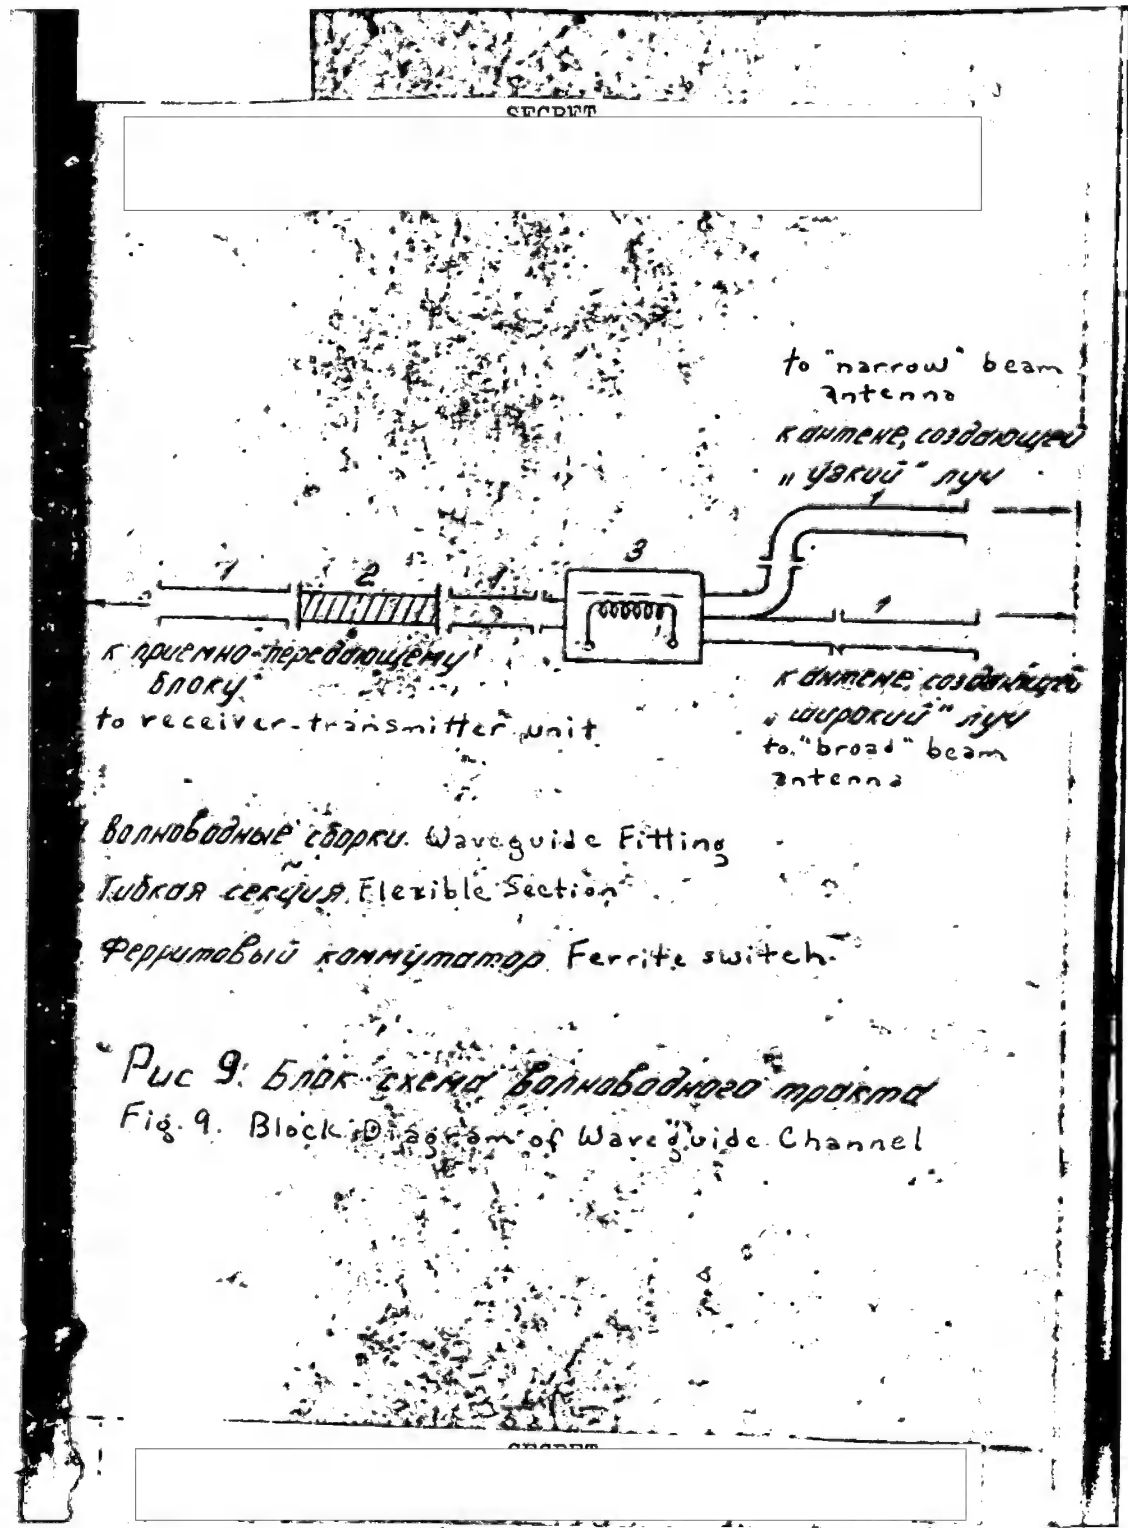 SECRET
to "narrow" beam
antenna
к антене, создающей
„узкий" луч
1
3
1
2
1
1
к приемно-передающему
блоку
to receiver-transmitter unit
к антене, создающей
„широкий" луч
to "broad" beam
antenna
Волноводные сборки. Waveguide Fitting
Гибкая секция. Flexible Section
Ферритовый коммутатор. Ferrite switch
Рис 9. Блок схема волноводного тракта
Fig. 9. Block Diagram of Waveguide Channel
SECRET